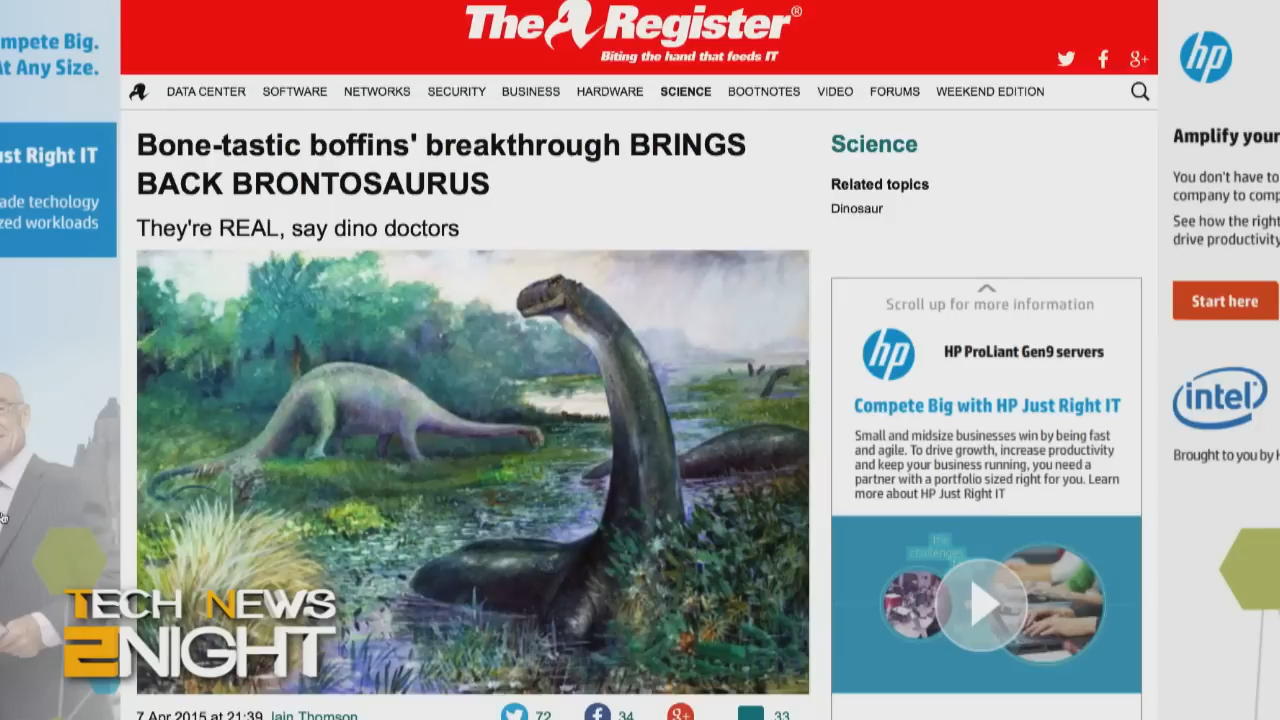 The Register®
Biting the hand that feeds IT
8+
DATA CENTER SOFTWARE NETWORKS SECURITY BUSINESS HARDWARE SCIENCE BOOTNOTES VIDEO FORUMS WEEKEND EDITION
Bone-tastic boffins' breakthrough BRINGS
BACK BRONTOSAURUS
They're REAL, say dino doctors
7 Apr 2015 at 21:39 Iain Thomson
72
34
8+
33
Science
Related topics
Dinosaur
Scroll up for more information
hp
HP ProLiant Gen9 servers
Compete Big with HP Just Right IT
Small and midsize businesses win by being fast
and agile. To drive growth, increase productivity
and keep your business running, you need a
partner with a portfolio sized right for you. Learn
more about HP Just Right IT
the
challenges
mpete Big.
At Any Size.
ust Right IT
ade techology
zed workloads
hp
Amplify your
You don't have to
company to comp
See how the right
drive productivity
Start here
intel
Brought to you by H
TECH NEWS
2NIGHT